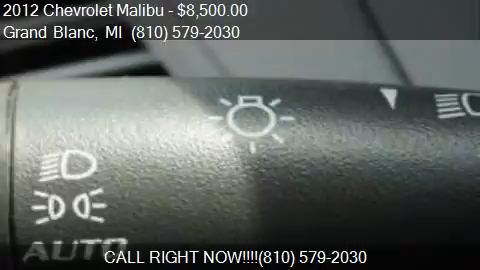 2012 Chevrolet Malibu - $8,500.00
Grand Blanc, MI (810) 579-2030
AUTO
CALL RIGHT NOW!!!!(810) 579-2030